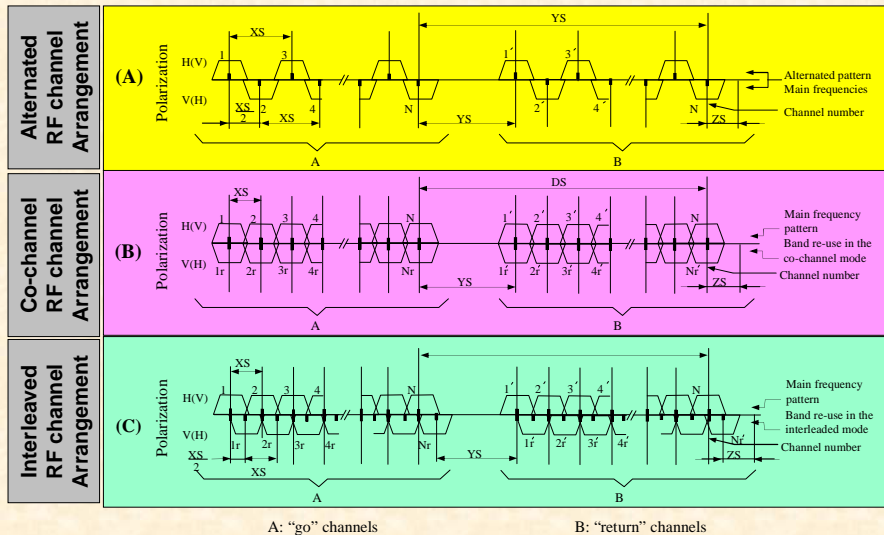 Alternated
RF channel
Arrangement
(A)
Polarization
H(V)
V(H)
1
XS
3
YS
1´
3´
XS
2
2
XS
4
N
YS
2´
4´
N
ZS
Alternated pattern
Main frequencies
Channel number
A
B
Co-channel
RF channel
Arrangement
(B)
Polarization
H(V)
V(H)
1
XS
2
3
4
N
DS
1´
2´
3´
4´
N
1r
2r
3r
4r
Nr
YS
1r´
2r´
3r´
4r´
Nr´
ZS
Main frequency
pattern
Band re-use in the
co-channel mode
Channel number
A
B
Interleaved
RF channel
Arrangement
(C)
Polarization
H(V)
V(H)
1
XS
2
3
4
N
1´
2´
3´
4´
N
XS
2
1r
2r
3r
4r
Nr
XS
YS
1r´
2r´
3r´
4r´
Nr´
ZS
Main frequency
pattern
Band re-use in the
interleaded mode
Channel number
A
B
A: “go” channels
B: “return” channels